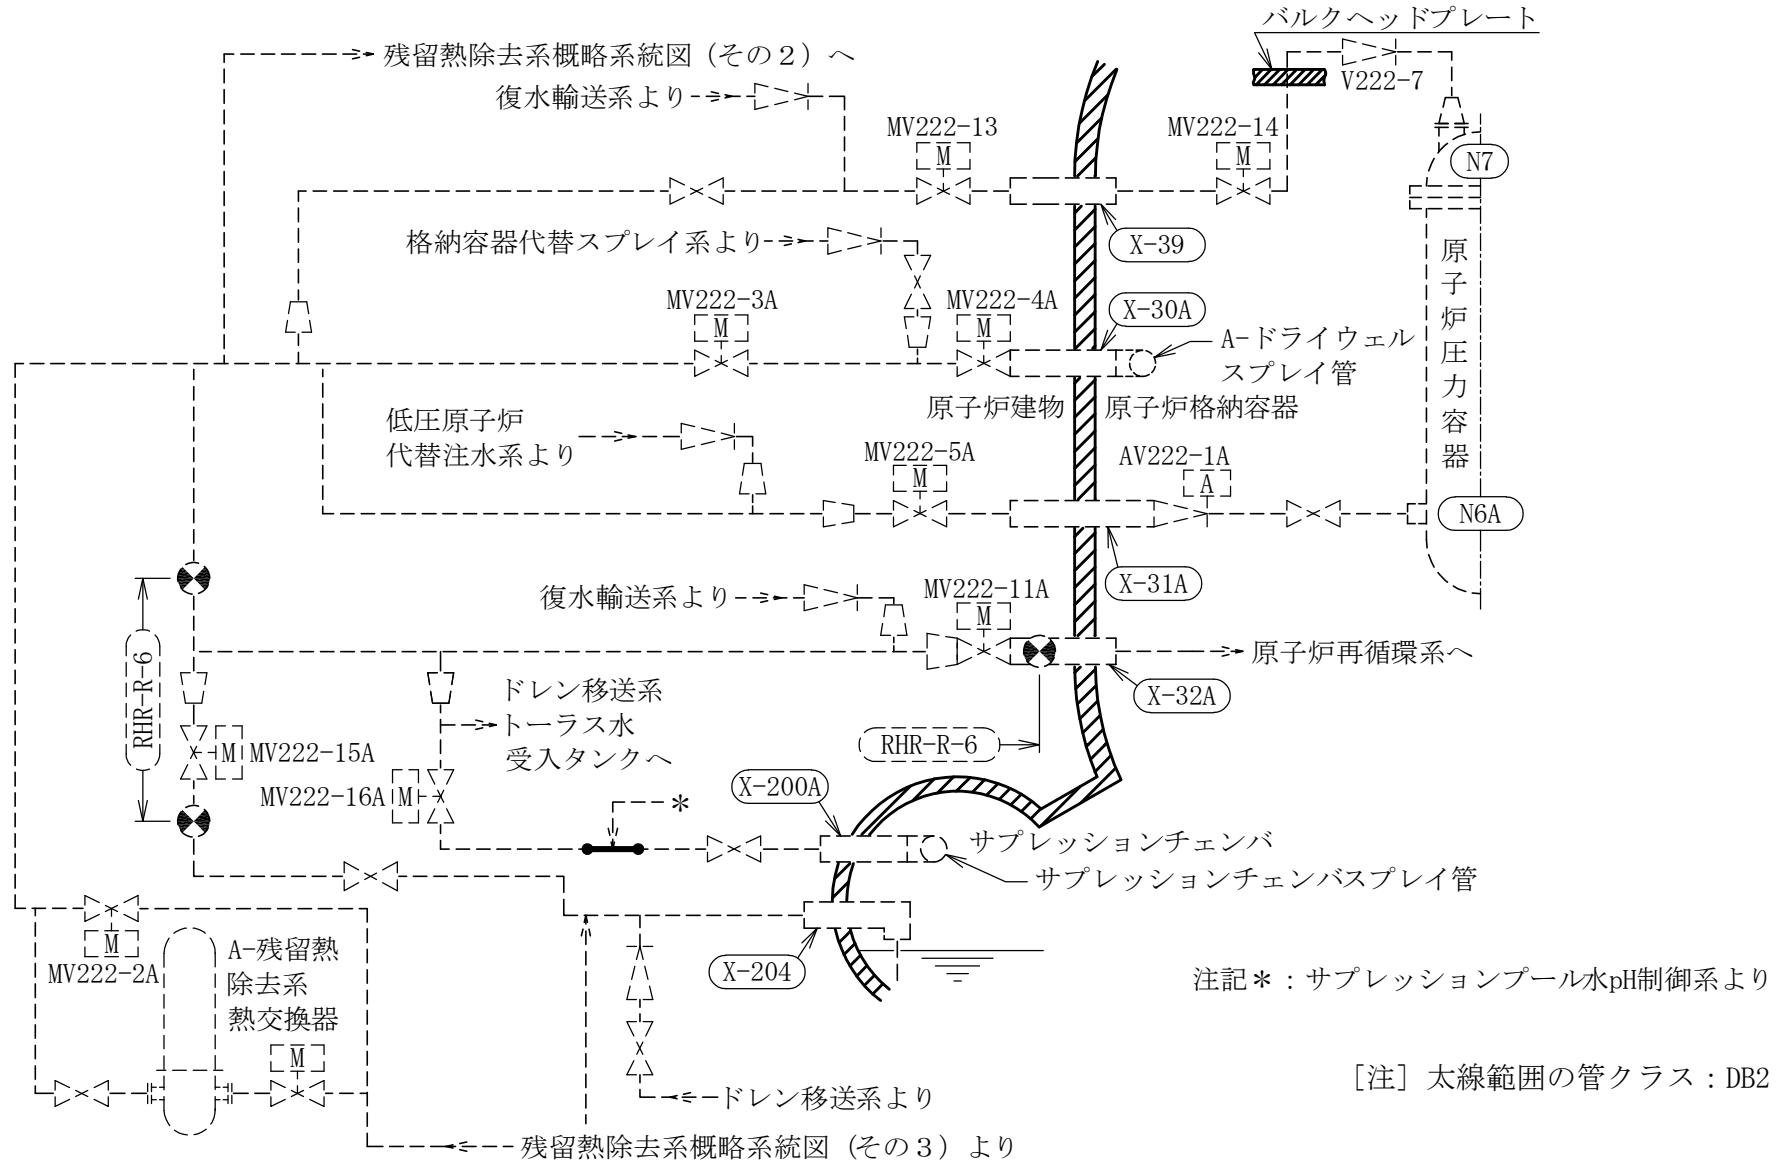 バルクヘッドプレート
残留熱除去系概略系統図（その２）へ
V222-7
復水輸送系より
MV222-13
MV222-14
M
M
N7
格納容器代替スプレイ系より
X-39
原子炉圧力容器
MV222-3A
MV222-4A
X-30A
M
M
A-ドライウェル
スプレイ管
原子炉建物
原子炉格納容器
低圧原子炉
代替注水系より
MV222-5A
AV222-1A
M
A
N6A
X-31A
復水輸送系より
MV222-11A
M
原子炉再循環系へ
RHR-R-6
ドレン移送系
トーラス水
受入タンクへ
X-32A
RHR-R-6
M
MV222-15A
MV222-16A
M
X-200A
＊
サプレッションチェンバ
サプレッションチェンバスプレイ管
M
MV222-2A
A-残留熱
除去系
熱交換器
X-204
注記＊：サプレッションプール水pH制御系より
M
［注］太線範囲の管クラス：DB2
ドレン移送系より
残留熱除去系概略系統図（その３）より